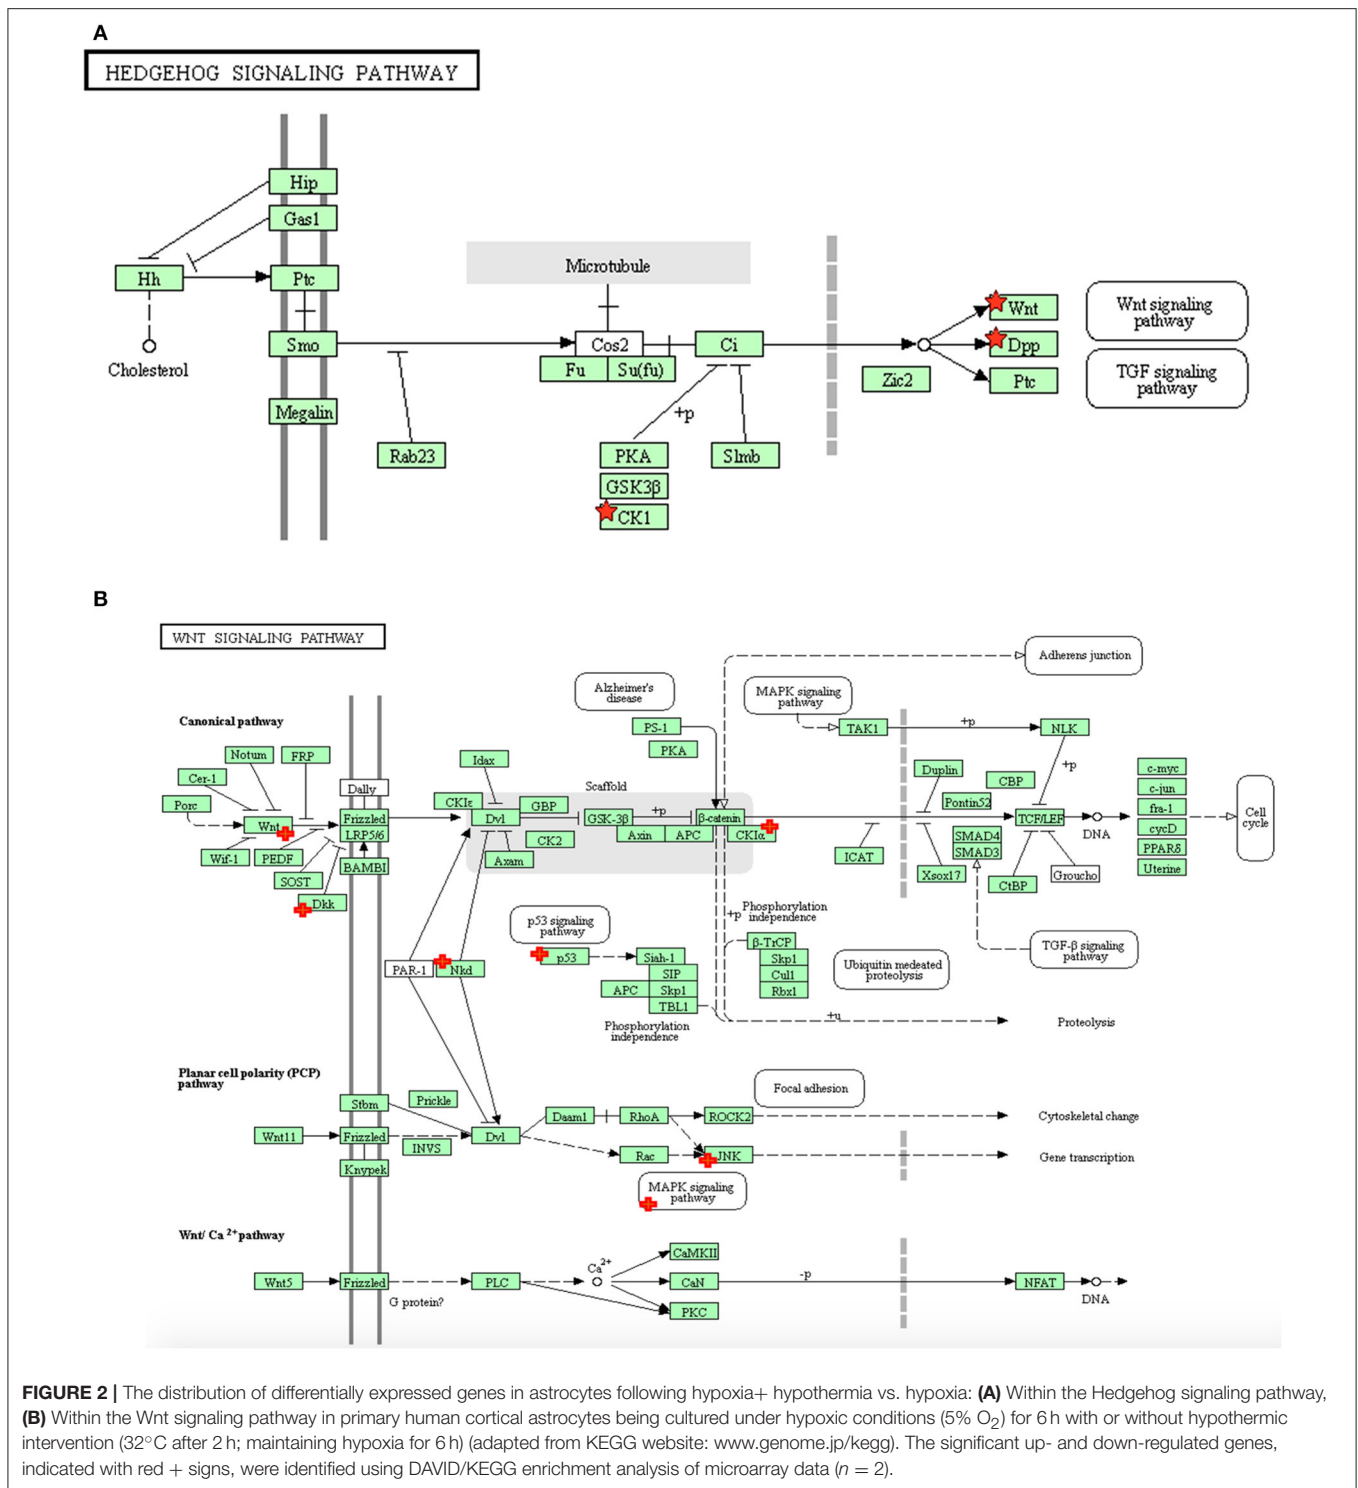 A
HEDGEHOG SIGNALING PATHWAY
Hip
Gas1
Hh
Ptc
Microtubule
Wnt
Wnt signaling
pathway
Smo
Cos2
Ci
Dpp
Cholesterol
Fu
Su(fu)
Zic2
Ptc
TGF signaling
pathway
Megalin
+p
Rab23
PKA
Slmb
GSK3β
CK1
B
WNT SIGNALING PATHWAY
Adherens junction
Alzheimer's
disease
MAPK signaling
pathway
Canonical pathway
PS-1
TAK1
+p
NLK
PKA
Notum
FRP
Idax
Cer-1
Dally
Scaffold
Duplin
CBP
+p
c-myc
Porc
CKIε
GBP
Pontin52
c-jun
Wnt
Frizzled
Dvl
GSK-3β
+p
β-catenin
TCF/LEF
DNA
fra-1
Cell
cycle
LRP5/6
CK2
Axin
APC
CKIα
SMAD4
cycD
Wif-1
PEDF
BAMBI
Axam
ICAT
SMAD3
PPARδ
SOST
Xsox17
CtBP
Groucho
Uterine
Dkk
p53 signaling
pathway
+p
Phosphorylation
independence
PAR-1
Nkd
p53
Siah-1
β-TrCP
TGF-β signaling
pathway
SIP
Skp1
Ubiquitin medeated
proteolysis
APC
Skp1
Cul1
TBL1
Rbx1
Phosphorylation
independence
+u
Proteolysis
Planar cell polarity (PCP)
pathway
Focal adhesion
Stbm
Prickle
Daam1
RhoA
ROCK2
Cytoskeletal change
Wnt11
Frizzled
INVS
Dvl
Rac
JNK
Gene transcription
Knypek
MAPK signaling
pathway
Wnt/ Ca2+ pathway
CaMKII
Ca2+
Wnt5
Frizzled
PLC
CaN
-p
NFAT
DNA
G protein?
PKC
FIGURE 2 | The distribution of differentially expressed genes in astrocytes following hypoxia+ hypothermia vs. hypoxia: (A) Within the Hedgehog signaling pathway,
(B) Within the Wnt signaling pathway in primary human cortical astrocytes being cultured under hypoxic conditions (5% O2) for 6 h with or without hypothermic
intervention (32°C after 2 h; maintaining hypoxia for 6 h) (adapted from KEGG website: www.genome.jp/kegg). The significant up- and down-regulated genes,
indicated with red + signs, were identified using DAVID/KEGG enrichment analysis of microarray data (n = 2).